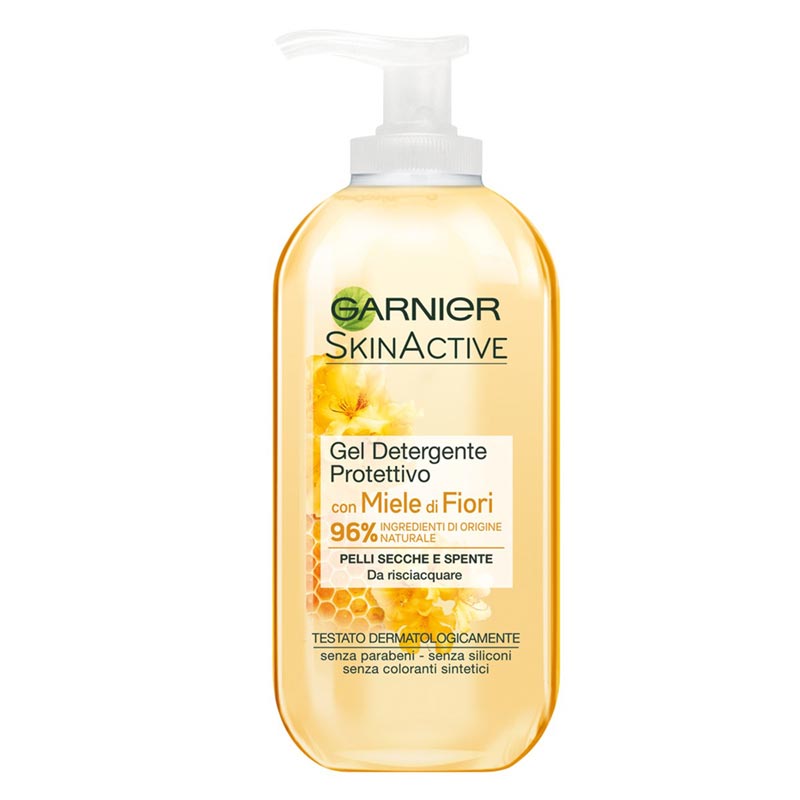 GARNIER
SKINACTIVE
Gel Detergente
Protettivo
con Miele di Fiori
96% INGREDIENTI DI ORIGINE
NATURALE
PELLI SECCHE E SPENTE
Da risciacquare
TESTATO DERMATOLOGICAMENTE
senza parabeni - senza siliconi
senza coloranti sintetici